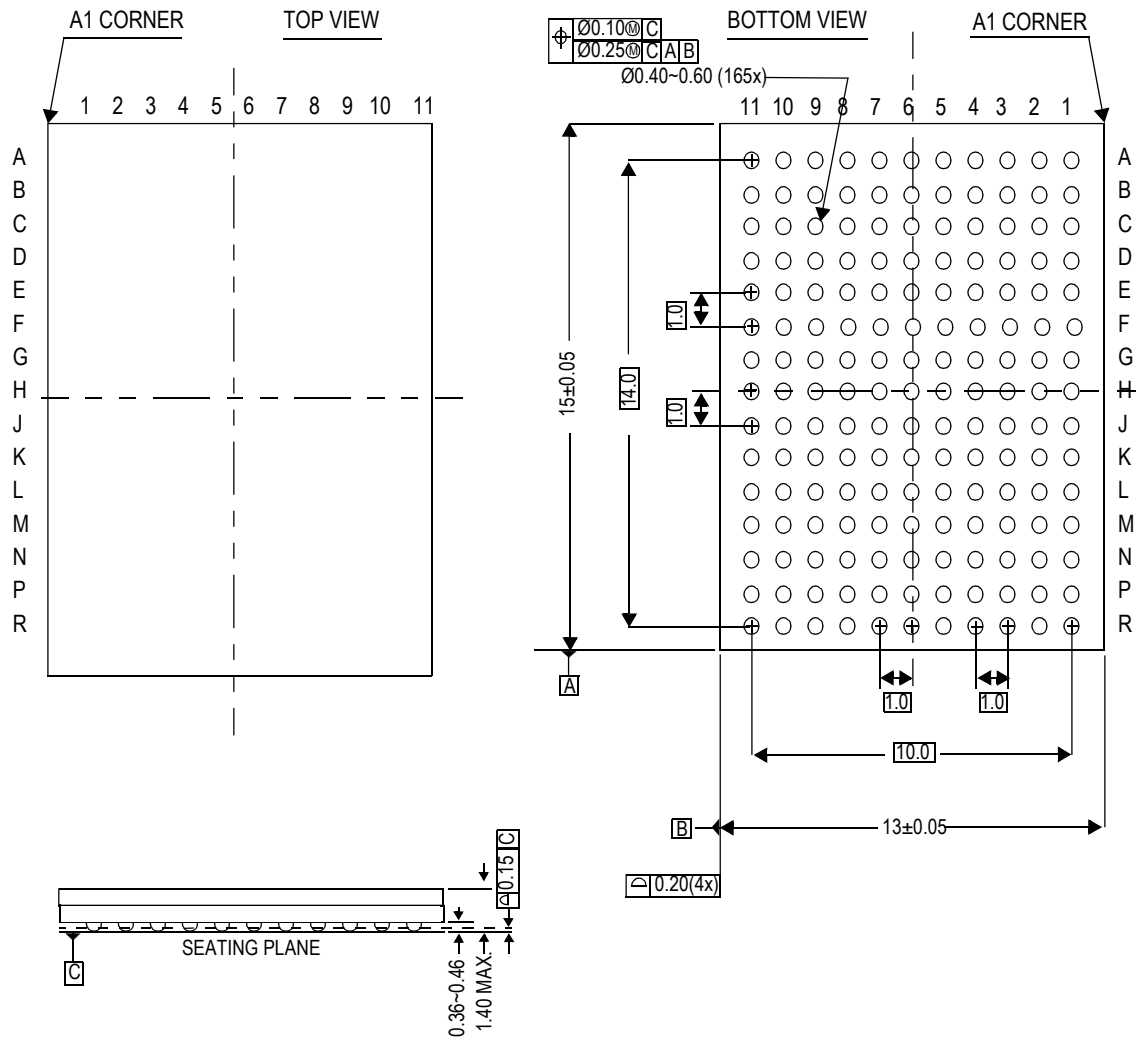 A1 CORNER
TOP VIEW
1 2 3 4 5 6 7 8 9 10 11
A
B
C
D
E
F
G
H
J
K
L
M
N
P
R
Ø0.10Ⓜ C
Ø0.25Ⓜ C A B
BOTTOM VIEW
A1 CORNER
Ø0.40~0.60 (165x)
11 10 9 8 7 6 5 4 3 2 1
A
B
C
D
E
F
G
H
J
K
L
M
N
P
R
15±0.05
14.0
1.0
1.0
A
1.0
1.0
10.0
B
13±0.05
0.20(4x)
0.15 C
SEATING PLANE
C
0.36~0.46
1.40 MAX.